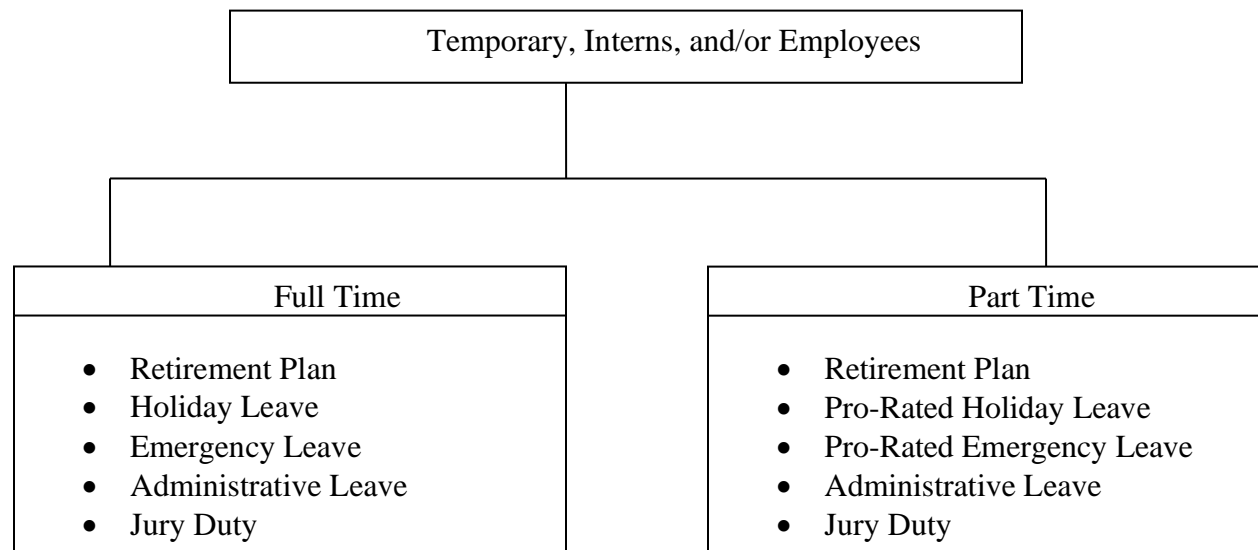 Temporary, Interns, and/or Employees
Full Time
• Retirement Plan
• Holiday Leave
• Emergency Leave
• Administrative Leave
• Jury Duty
Part Time
• Retirement Plan
• Pro-Rated Holiday Leave
• Pro-Rated Emergency Leave
• Administrative Leave
• Jury Duty